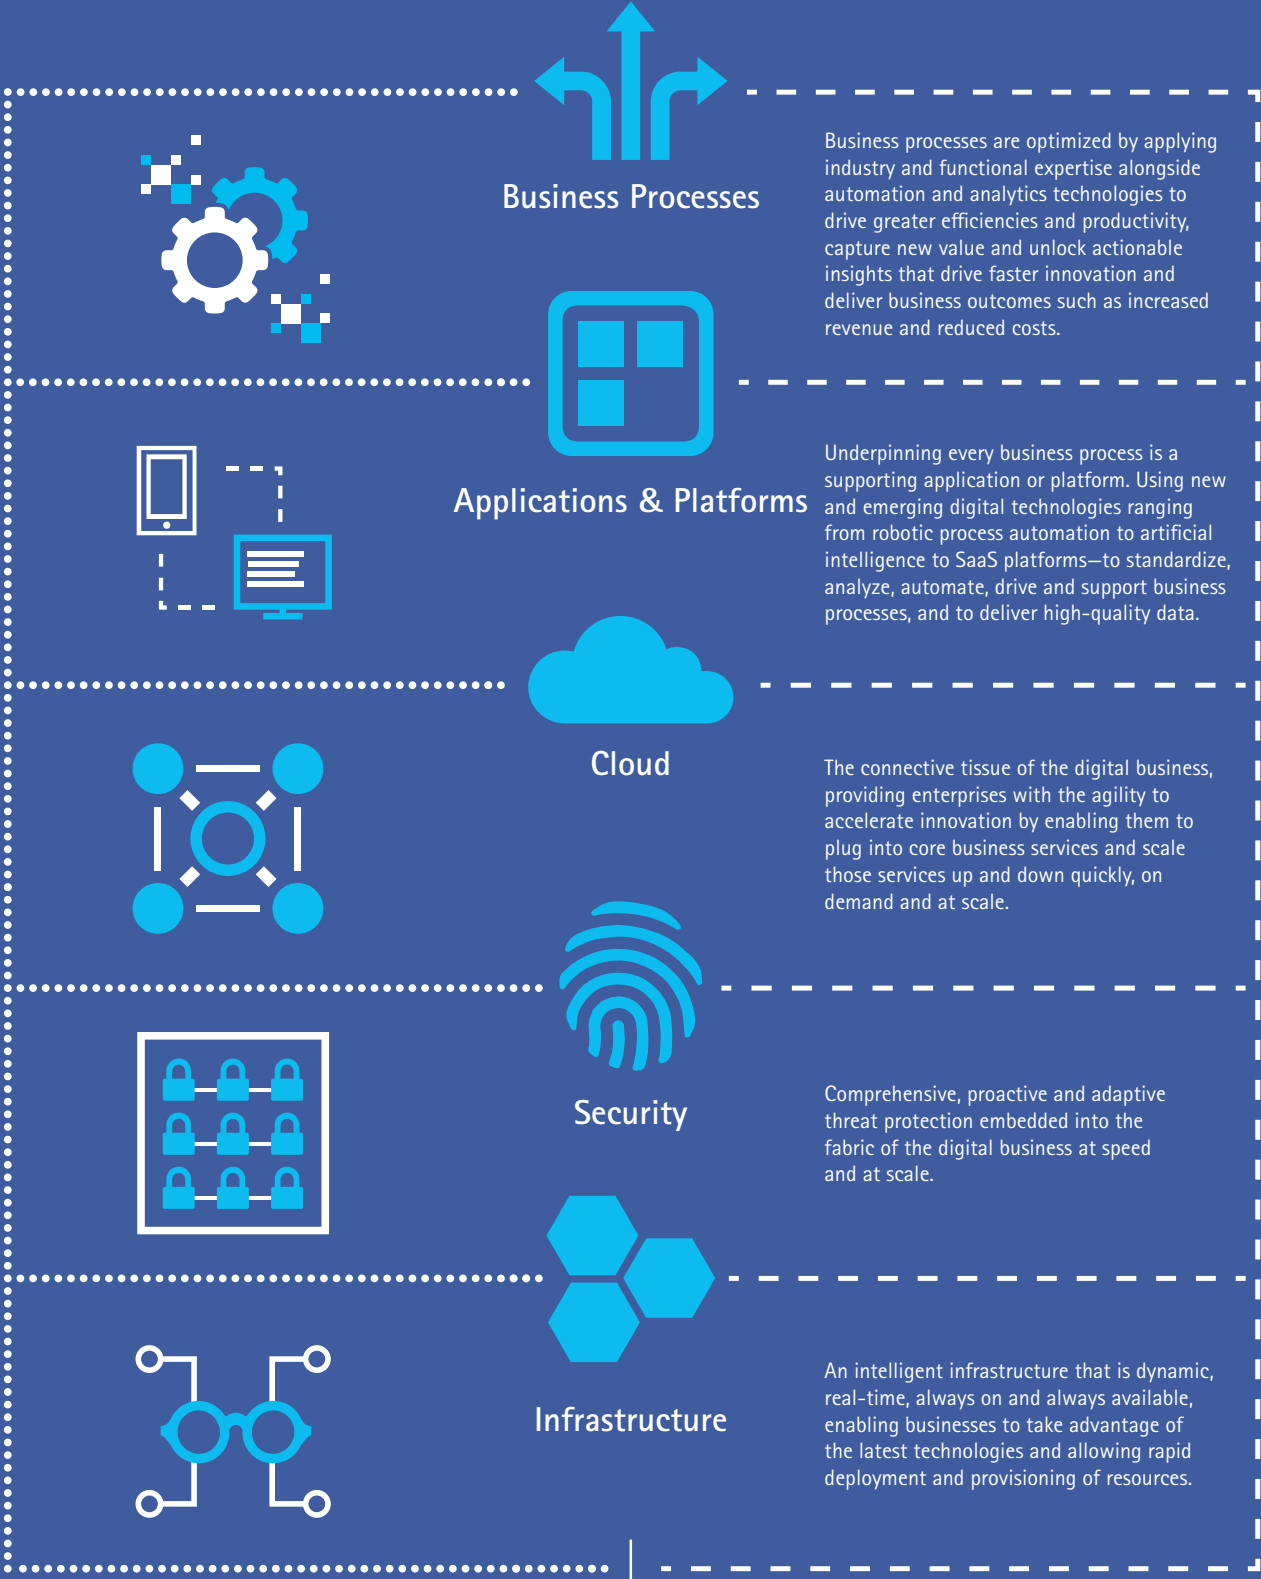 Business Processes
Business processes are optimized by applying
industry and functional expertise alongside
automation and analytics technologies to
drive greater efficiencies and productivity,
capture new value and unlock actionable
insights that drive faster innovation and
deliver business outcomes such as increased
revenue and reduced costs.
Applications & Platforms
Underpinning every business process is a
supporting application or platform. Using new
and emerging digital technologies ranging
from robotic process automation to artificial
intelligence to SaaS platforms—to standardize,
analyze, automate, drive and support business
processes, and to deliver high-quality data.
Cloud
The connective tissue of the digital business,
providing enterprises with the agility to
accelerate innovation by enabling them to
plug into core business services and scale
those services up and down quickly, on
demand and at scale.
Security
Comprehensive, proactive and adaptive
threat protection embedded into the
fabric of the digital business at speed
and at scale.
Infrastructure
An intelligent infrastructure that is dynamic,
real-time, always on and always available,
enabling businesses to take advantage of
the latest technologies and allowing rapid
deployment and provisioning of resources.